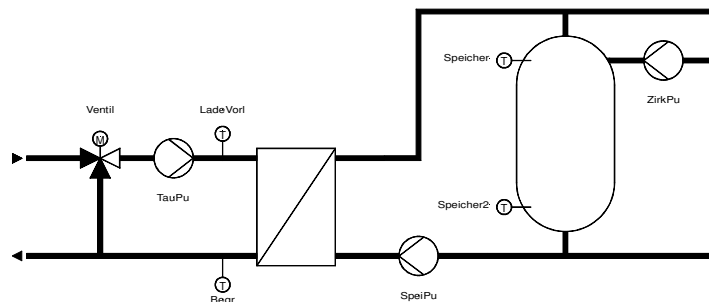 Speicher
T
ZirkPu
Ventil
LadeVorl
M
T
TauPu
Speicher2
T
SpeiPu
T
Begr